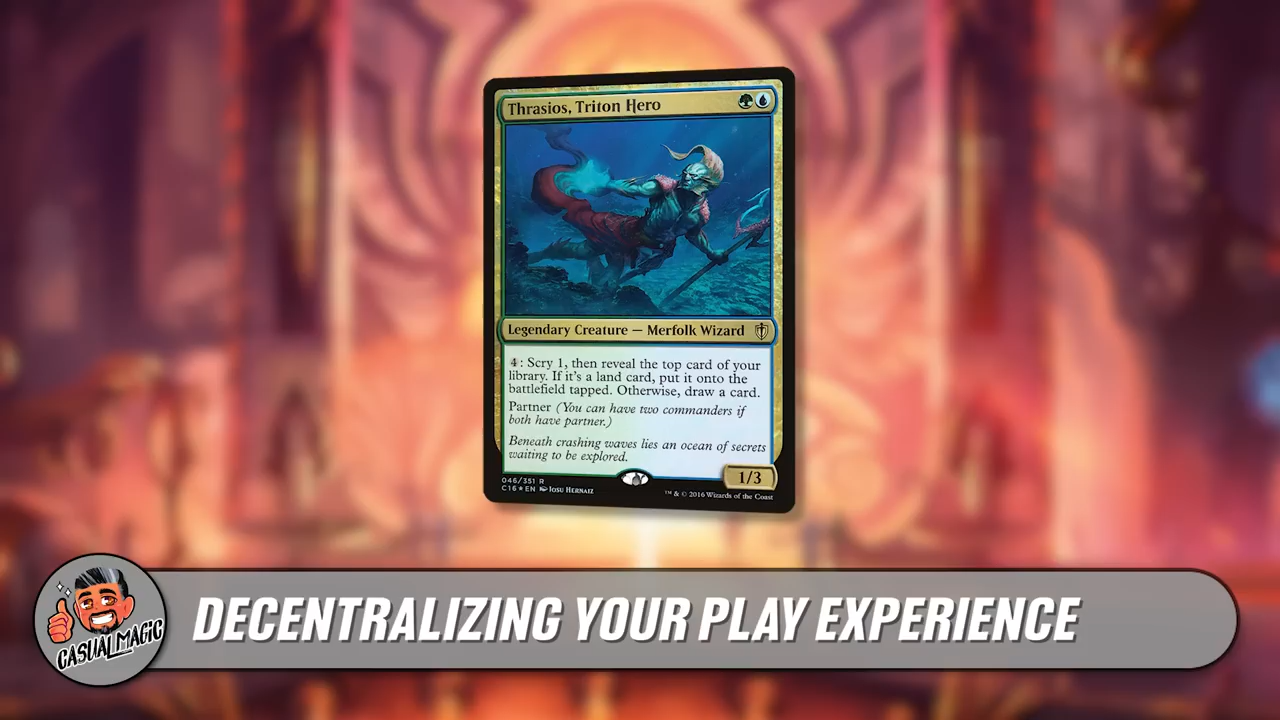 Thrasios, Triton Hero
Legendary Creature — Merfolk Wizard
4: Scry 1, then reveal the top card of your
library. If it's a land card, put it onto the
battlefield tapped. Otherwise, draw a card.
Partner (You can have two commanders if
both have partner.)
Beneath crashing waves lies an ocean of secrets
waiting to be explored.
1/3
046/351 R
C16★EN Iosu Hernaiz
™ & © 2016 Wizards of the Coast
CASUAL MAGIC
DECENTRALIZING YOUR PLAY EXPERIENCE